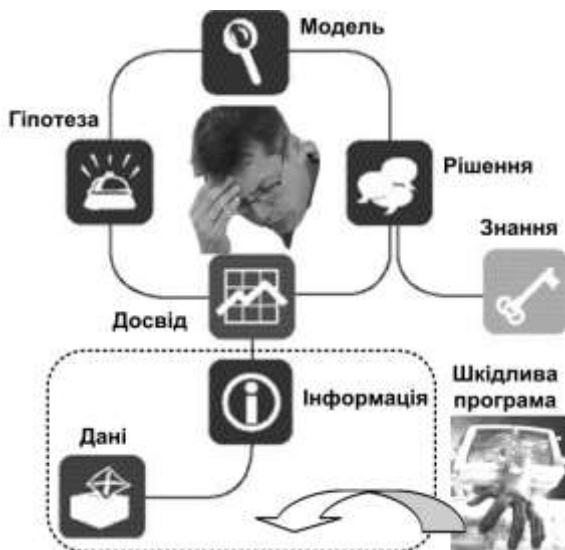 Модель
Гіпотеза
Рішення
Знання
Досвід
Інформація
Шкідлива
програма
Дані